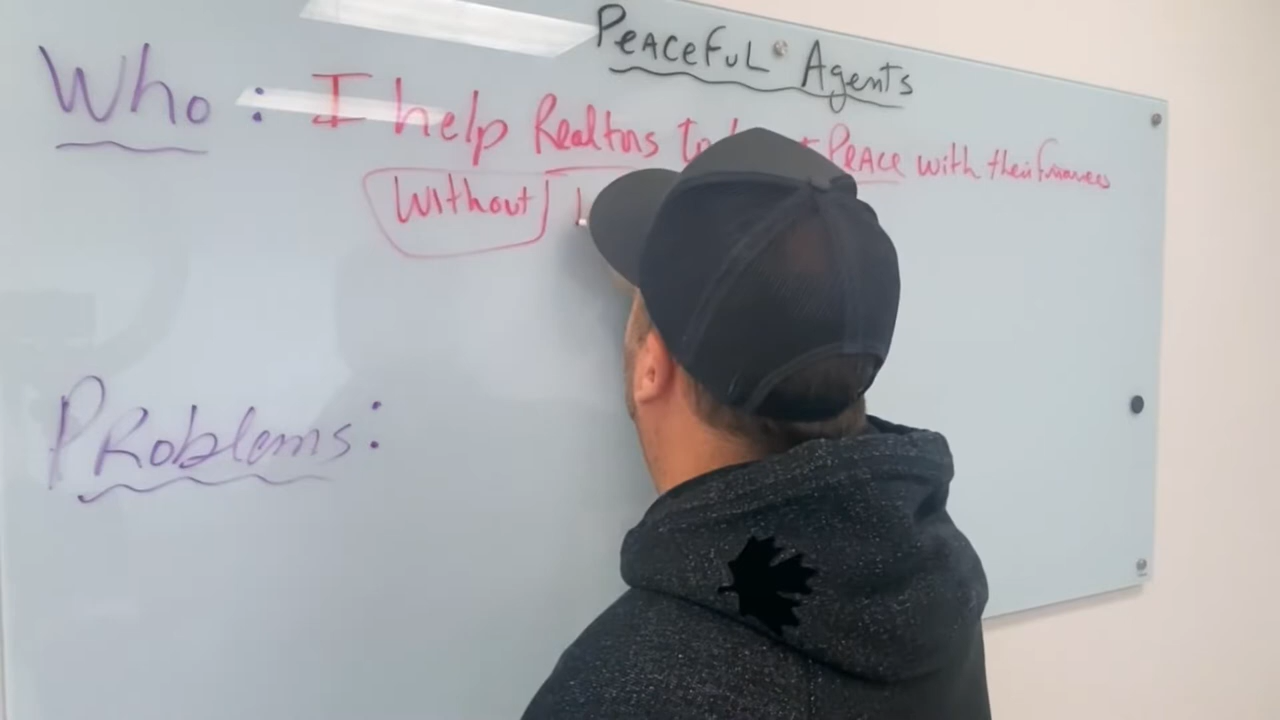 Peaceful Agents
Who: I help Realtors to Peace with their finances
Without
Problems: